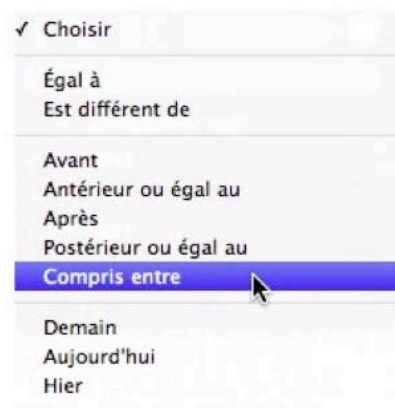 ✓ Choisir
Égal à
Est différent de
Avant
Antérieur ou égal au
Après
Postérieur ou égal au
Compris entre
Demain
Aujourd'hui
Hier